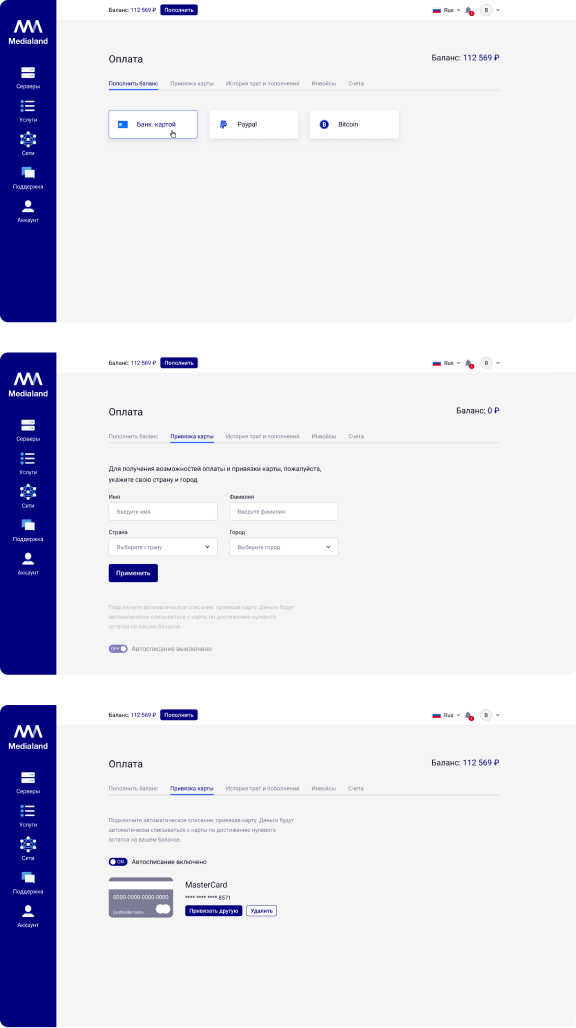 Medialand
Серверы
Услуги
Сети
Поддержка
Аккаунт
Баланс: 112 569 ₽ Пополнить
Rus 1 B
Оплата
Баланс: 112 569 ₽
Пополнить баланс Привязка карты История трат и пополнений Инвойсы Счета
Банк. картой Paypal Bitcoin
Medialand
Серверы
Услуги
Сети
Поддержка
Аккаунт
Баланс: 112 569 ₽ Пополнить
Rus 1 B
Оплата
Баланс: 0 ₽
Пополнить баланс Привязка карты История трат и пополнений Инвойсы Счета
Для получения возможностей оплаты и привязки карты, пожалуйста,
укажите свою страну и город
Имя Фамилия
Введите имя Введите фамилия
Страна Город
Выберите страну Выберите город
Применить
Подключите автоматическое списание, привязав карту. Деньги будут
автоматически списываться с карты по достижению нулевого
остатка на вашем балансе.
OFF Автосписание выключено
Medialand
Серверы
Услуги
Сети
Поддержка
Аккаунт
Баланс: 112 569 ₽ Пополнить
Rus 1 B
Оплата
Баланс: 112 569 ₽
Пополнить баланс Привязка карты История трат и пополнений Инвойсы Счета
Подключите автоматическое списание, привязав карту. Деньги будут
автоматически списываться с карты по достижению нулевого
остатка на вашем балансе.
ON Автосписание включено
0000-0000-0000-0000
Cardholder name
MasterCard
**** **** **** 8571
Привязать другую Удалить